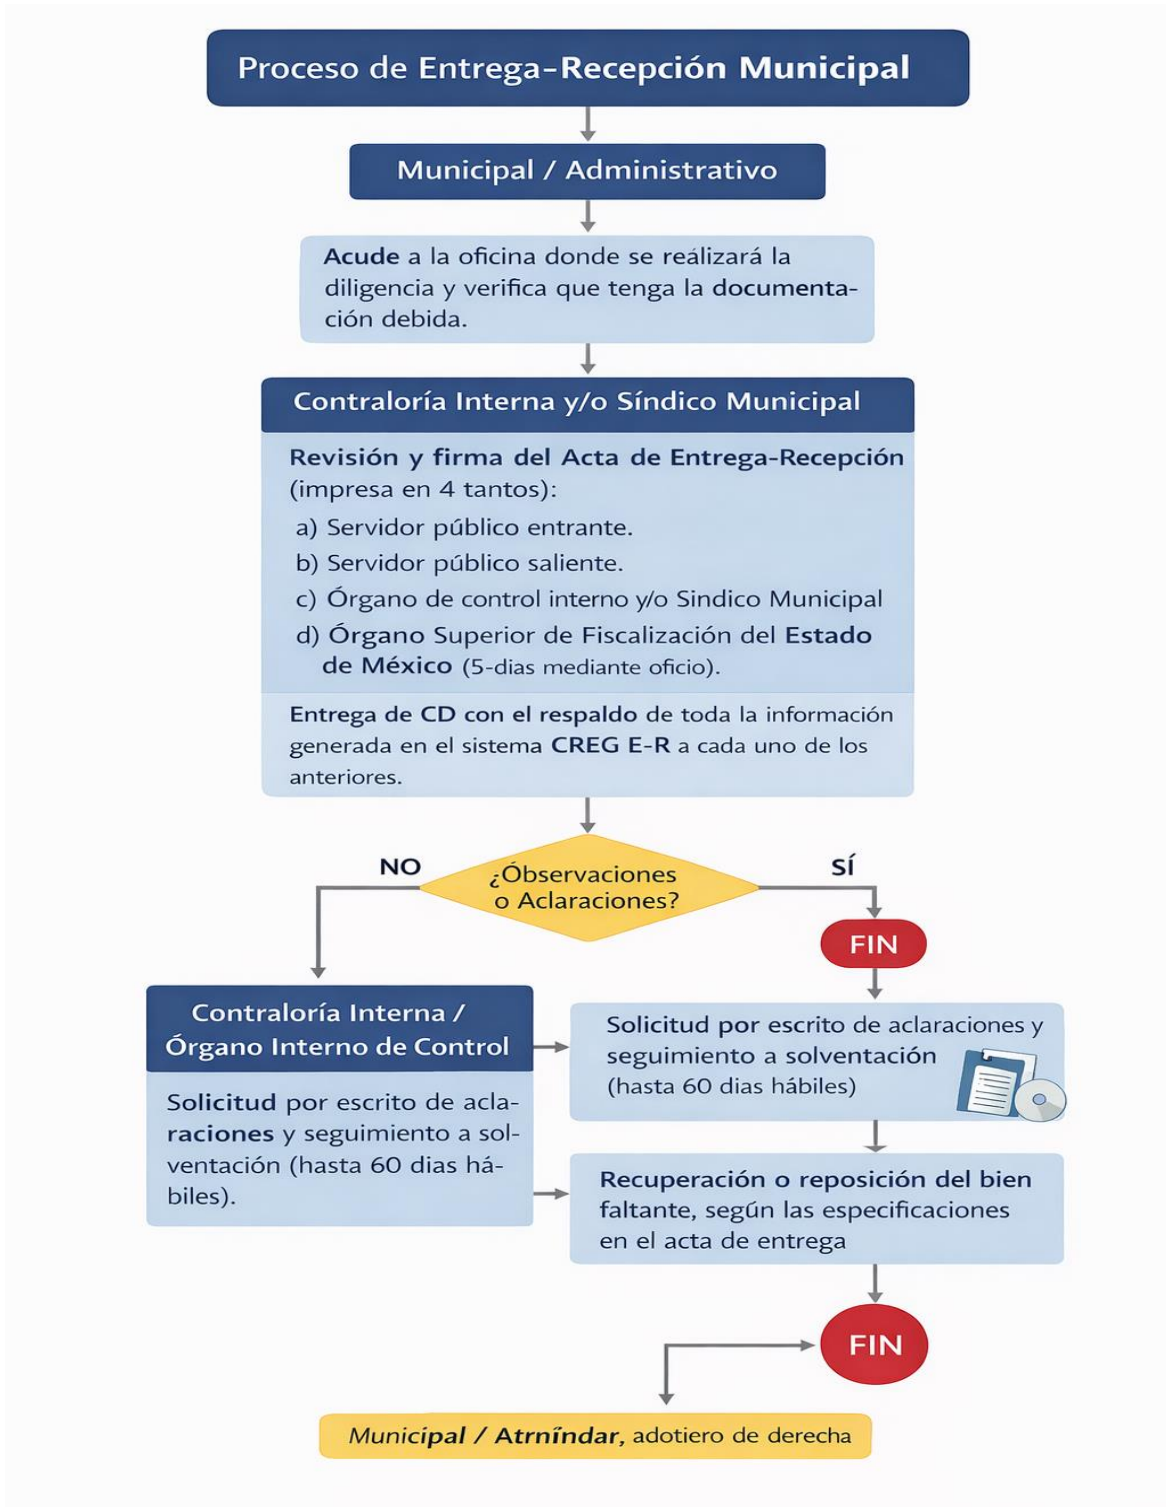 Proceso de Entrega-Recepción Municipal
Municipal / Administrativo
Acude a la oficina donde se reálizará la
diligencia y verifica que tenga la documenta-
ción debida.
Contraloría Interna y/o Síndico Municipal
Revisión y firma del Acta de Entrega-Recepción
(impresa en 4 tantos):
a) Servidor público entrante.
b) Servidor público saliente.
c) Órgano de control interno y/o Sindico Municipal
d) Órgano Superior de Fiscalización del Estado
de México (5-dias mediante oficio).
Entrega de CD con el respaldo de toda la información
generada en el sistema CREG E-R a cada uno de los
anteriores.
NO
¿Óbservaciones
o Aclaraciones?
SÍ
FIN
Contraloría Interna /
Órgano Interno de Control
Solicitud por escrito de acla-
raciones y seguimiento a sol-
ventación (hasta 60 dias há-
biles).
Solicitud por escrito de aclaraciones y
seguimiento a solventación
(hasta 60 dias hábiles)
Recuperación o reposición del bien
faltante, según las especificaciones
en el acta de entrega
FIN
Municípal / Atrníndar, adotiero de derecha